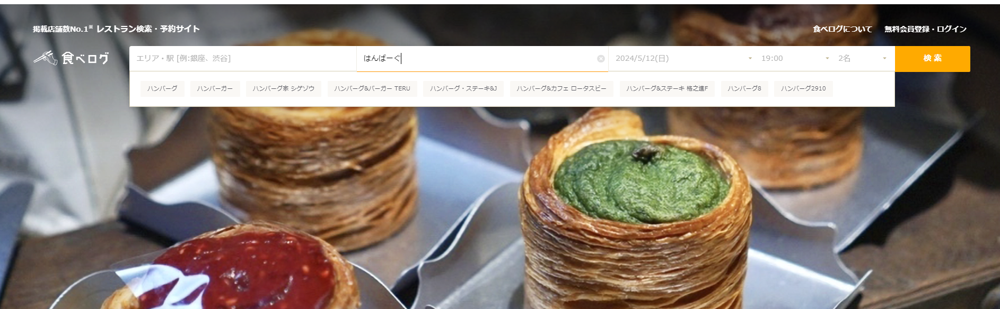 掲載店舗数No.1※ レストラン検索・予約サイト
食べログについて 無料会員登録・ログイン
食べログ
エリア・駅 [例:銀座、渋谷] はんばーぐ 2024/5/12(日) 19:00 2名 検索
ハンバーグ ハンバーガー ハンバーグ家 シゲゾウ ハンバーグ&バーガー TERU ハンバーグ・ステーキ&J ハンバーグ&カフェ ロータスビー ハンバーグ&ステーキ 格之進F ハンバーグ8 ハンバーグ2910